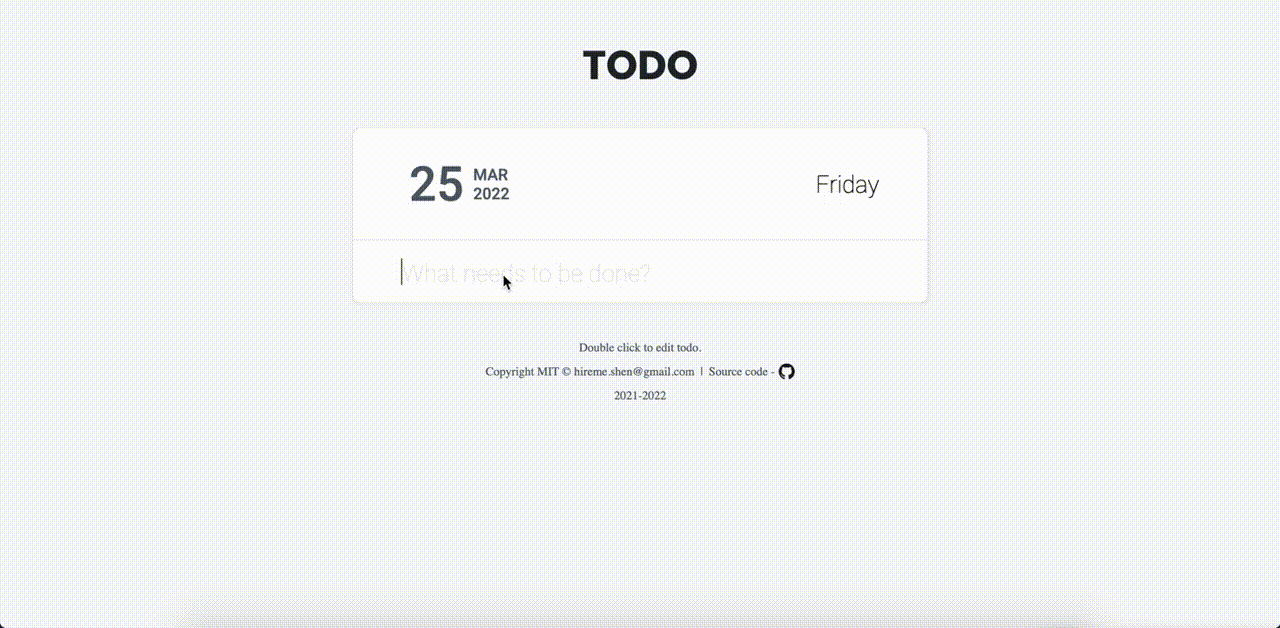 TODO
25 MAR 2022
Friday
What needs to be done?
Double click to edit todo.
Copyright MIT © hireme.shen@gmail.com | Source code -
2021-2022